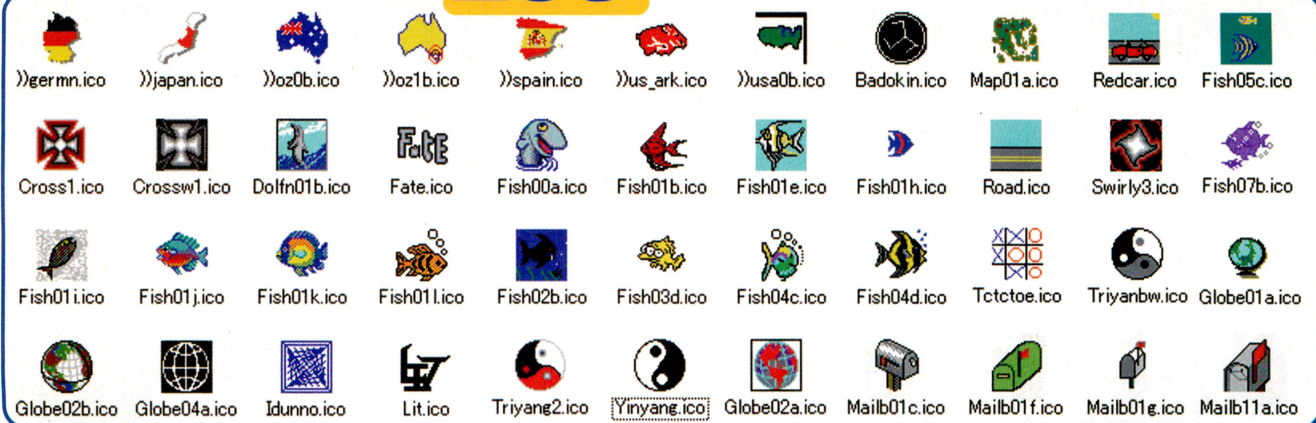 ))germn.ico ))japan.ico ))oz0b.ico ))oz1b.ico ))spain.ico ))us_ark.ico ))usa0b.ico Badokin.ico Map01a.ico Redcar.ico Fish05c.ico
FatE
Cross1.ico Crossw1.ico Dolfn01b.ico Fate.ico Fish00a.ico Fish01b.ico Fish01e.ico Fish01h.ico Road.ico Swirly3.ico Fish07b.ico
Fish01i.ico Fish01j.ico Fish01k.ico Fish01l.ico Fish02b.ico Fish03d.ico Fish04c.ico Fish04d.ico Tctctoe.ico Triyanbw.ico Globe01a.ico
Globe02b.ico Globe04a.ico Idunno.ico Lit.ico Triyang2.ico Yinyang.ico Globe02a.ico Mailb01c.ico Mailb01f.ico Mailb01g.ico Mailb11a.ico